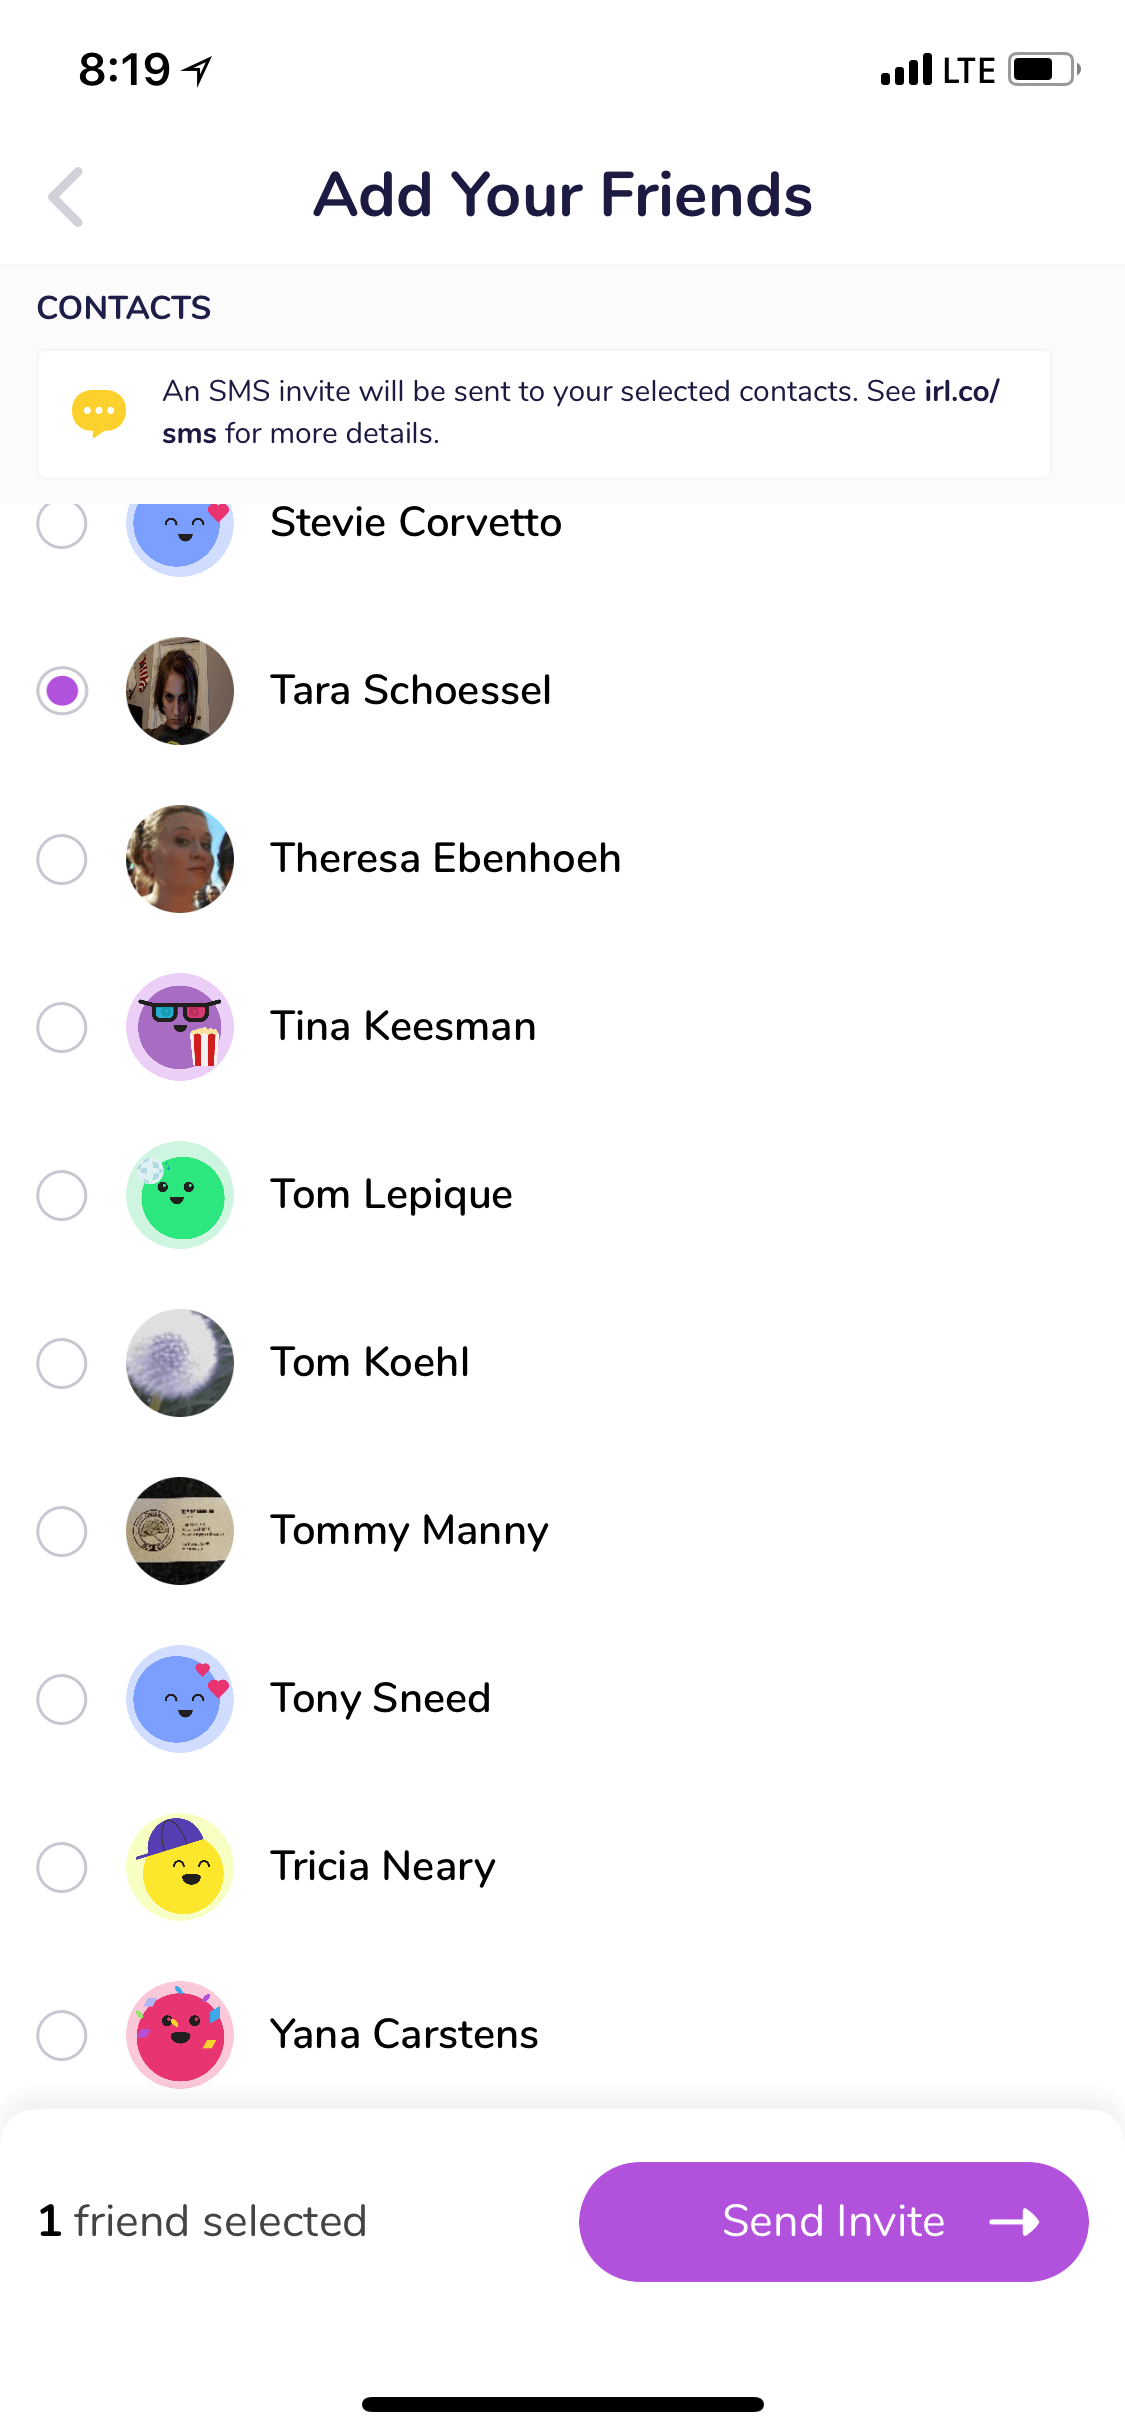 8:19
LTE
Add Your Friends
CONTACTS
An SMS invite will be sent to your selected contacts. See irl.co/
sms for more details.
Stevie Corvetto
Tara Schoessel
Theresa Ebenhoeh
Tina Keesman
Tom Lepique
Tom Koehl
Tommy Manny
Tony Sneed
Tricia Neary
Yana Carstens
1 friend selected
Send Invite